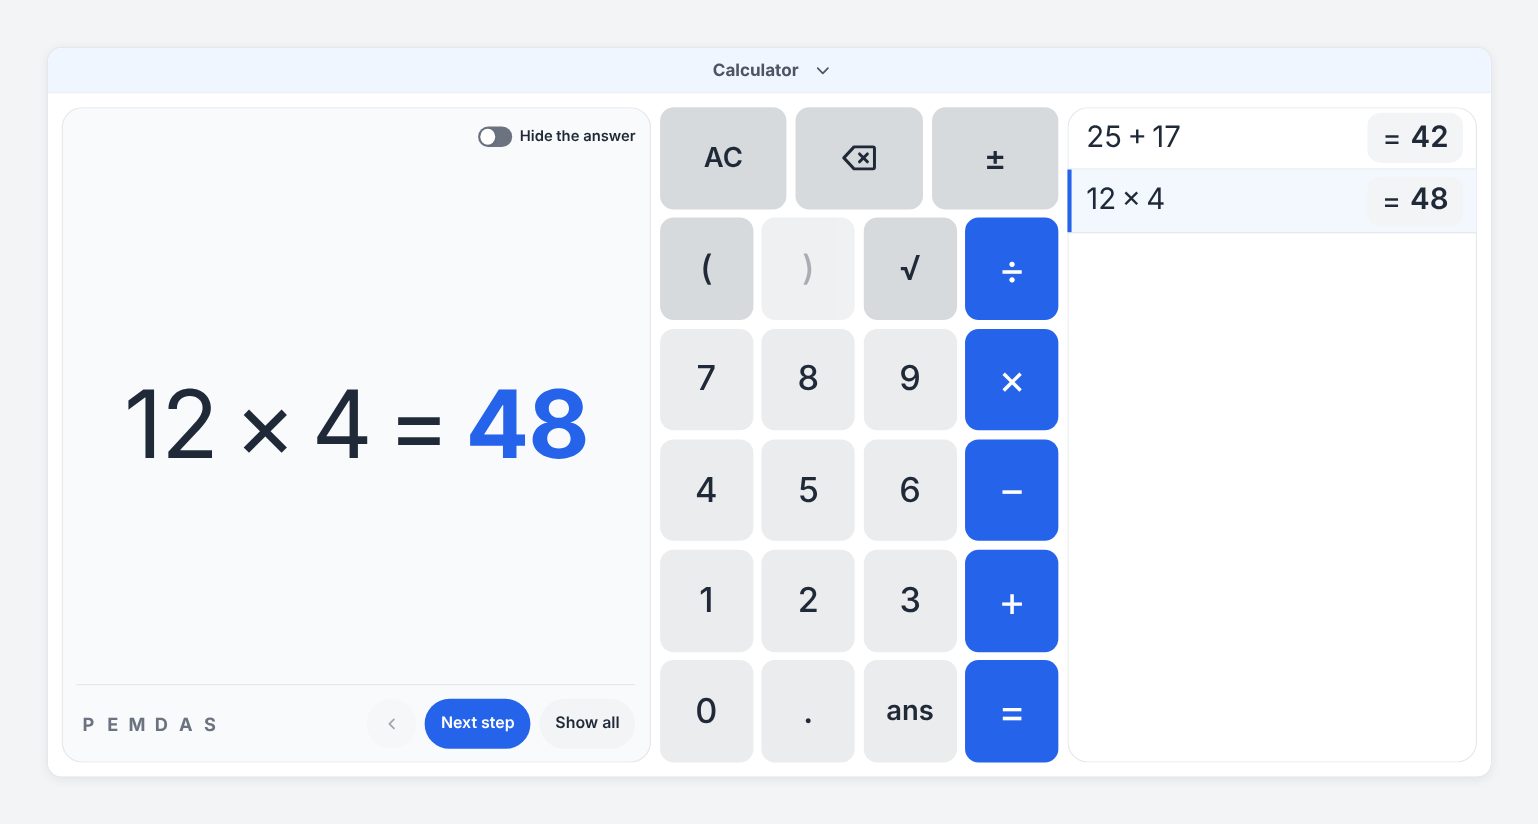 Calculator
Hide the answer
12 × 4 = 48
PEMDAS
Next step
Show all
AC
±
( ) √ ÷
7 8 9 ×
4 5 6 −
1 2 3 +
0 . ans =
25 + 17 = 42
12 × 4 = 48